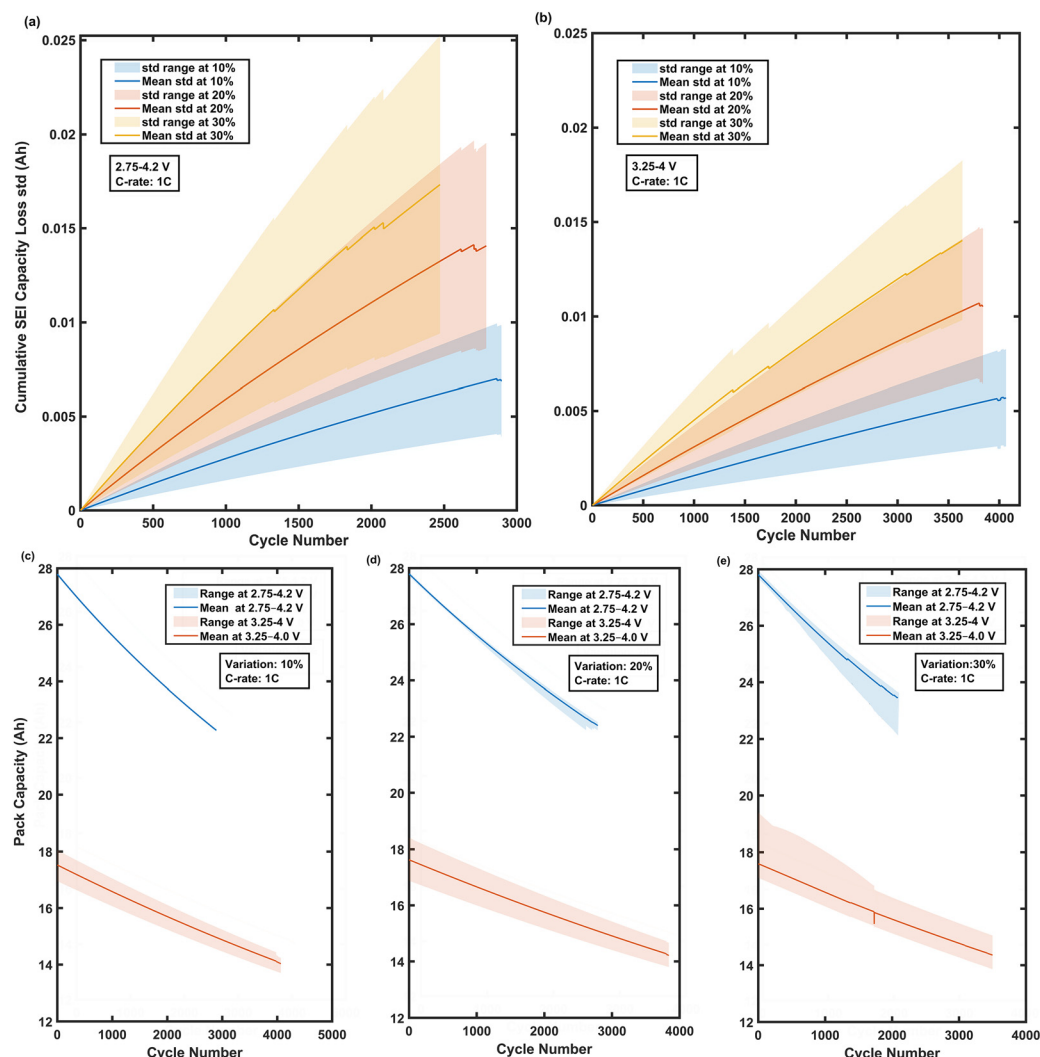 (a)
0.025
0.02
0.015
0.01
0.005
0
Cumulative SEI Capacity Loss std (Ah)
std range at 10%
Mean std at 10%
std range at 20%
Mean std at 20%
std range at 30%
Mean std at 30%
2.75-4.2 V
C-rate: 1C
0 500 1000 1500 2000 2500 3000
Cycle Number
(b)
0.025
0.02
0.015
0.01
0.005
0
std range at 10%
Mean std at 10%
std range at 20%
Mean std at 20%
std range at 30%
Mean std at 30%
3.25-4 V
C-rate: 1C
0 500 1000 1500 2000 2500 3000 3500 4000
Cycle Number
(c)
28
26
24
22
20
18
16
14
12
Pack Capacity (Ah)
Range at 2.75-4.2 V
Mean at 2.75-4.2 V
Range at 3.25-4 V
Mean at 3.25-4.0 V
Variation: 10%
C-rate: 1C
0 1000 2000 3000 4000 5000
Cycle Number
(d)
28
26
24
22
20
18
16
14
12
Range at 2.75-4.2 V
Mean at 2.75-4.2 V
Range at 3.25-4 V
Mean at 3.25-4.0 V
Variation: 20%
C-rate: 1C
0 1000 2000 3000 4000
Cycle Number
(e)
28
26
24
22
20
18
16
14
12
Range at 2.75-4.2 V
Mean at 2.75-4.2 V
Range at 3.25-4 V
Mean at 3.25-4.0 V
Variation:30%
C-rate: 1C
0 1000 2000 3000 4000
Cycle Number